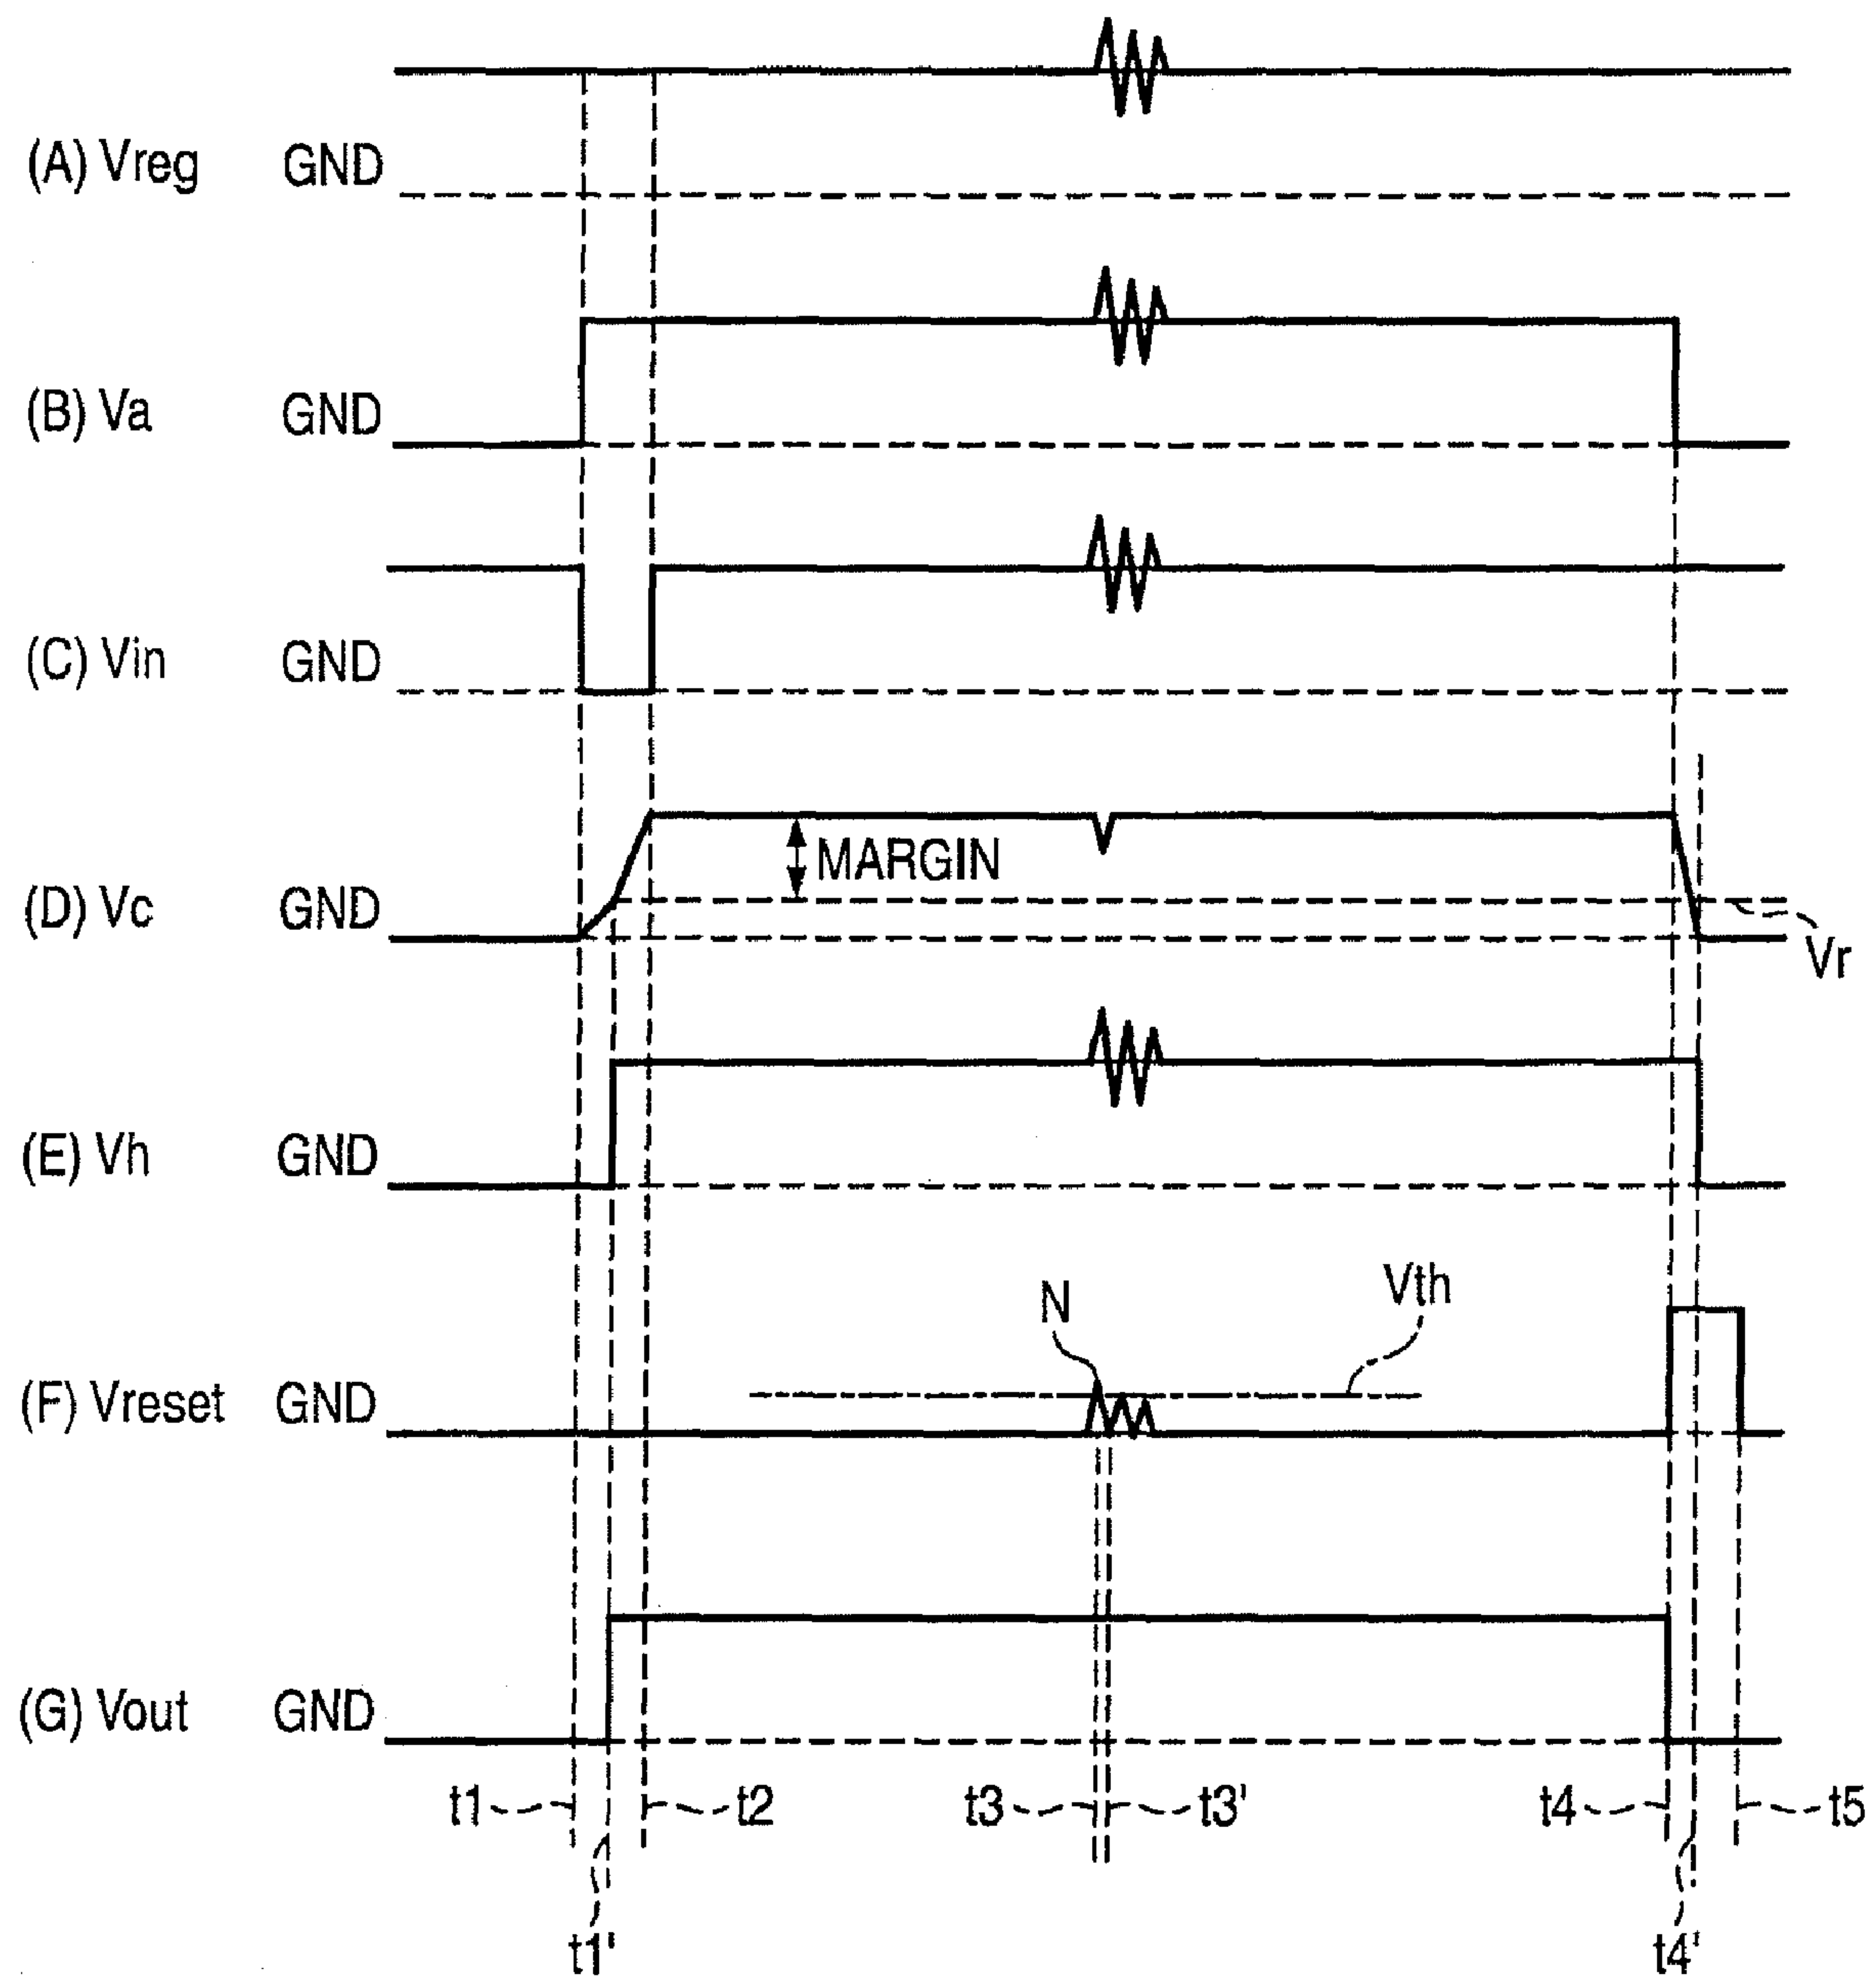 (A) Vreg GND
(B) Va GND
(C) Vin GND
MARGIN
(D) Vc GND
Vr
(E) Vh GND
N Vth
(F) Vreset GND
(G) Vout GND
t1 t2 t3 t3' t4 t5
t1' t4'